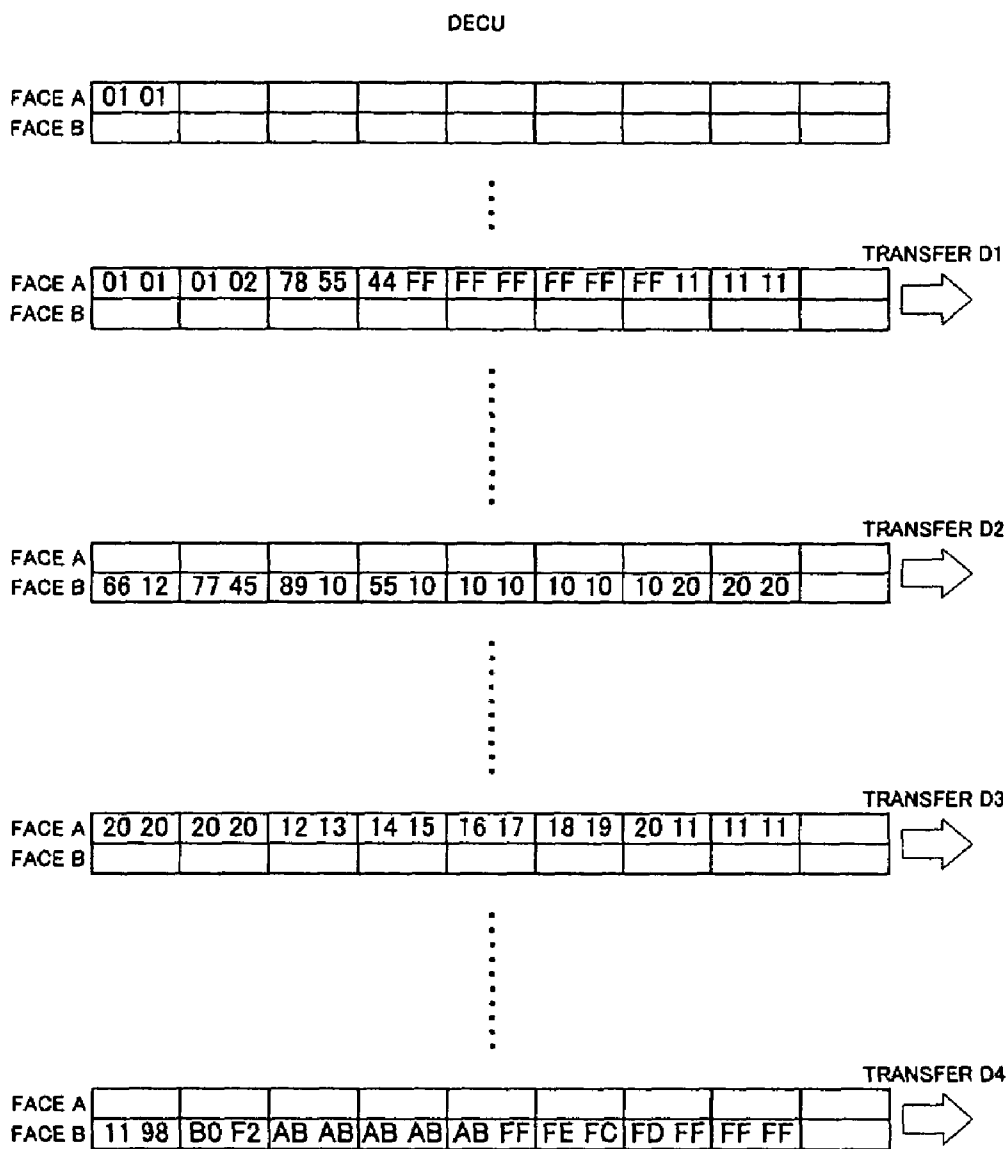 DECU
FACE A 01 01
FACE B
TRANSFER D1
FACE A 01 01 01 02 78 55 44 FF FF FF FF FF FF 11 11 11
FACE B
TRANSFER D2
FACE A
FACE B 66 12 77 45 89 10 55 10 10 10 10 10 10 20 20 20
TRANSFER D3
FACE A 20 20 20 20 12 13 14 15 16 17 18 19 20 11 11 11
FACE B
TRANSFER D4
FACE A
FACE B 11 98 B0 F2 AB AB AB AB AB FF FE FC FD FF FF FF